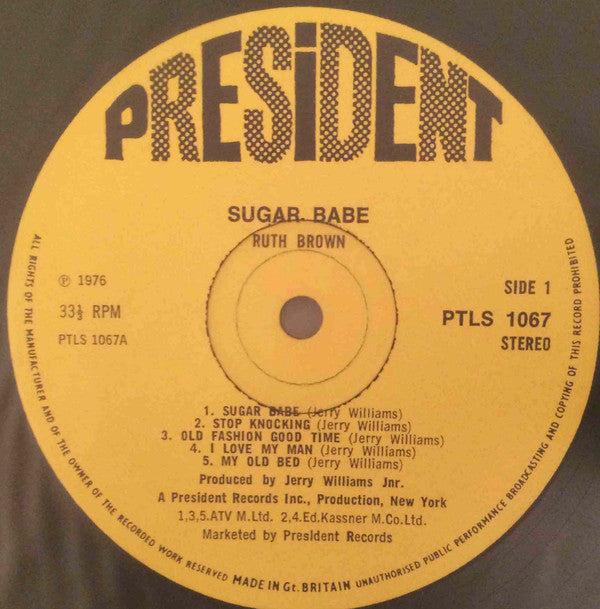 PRESiDENT
SUGAR BABE
RUTH BROWN
℗ 1976
33⅓ RPM
PTLS 1067A
SIDE 1
PTLS 1067
STEREO
1. SUGAR BABE (Jerry Williams)
2. STOP KNOCKING (Jerry Williams)
3. OLD FASHION GOOD TIME (Jerry Williams)
4. I LOVE MY MAN (Jerry Williams)
5. MY OLD BED (Jerry Williams)
Produced by Jerry Williams Jnr.
A President Records Inc., Production, New York
1,3,5.ATV M.Ltd. 2,4.Ed.Kassner M.Co.Ltd.
Marketed by President Records
ALL RIGHTS OF THE MANUFACTURER AND OF THE OWNER OF THE RECORDED WORK RESERVED MADE IN Gt. BRITAIN UNAUTHORISED PUBLIC PERFORMANCE BROADCASTING AND COPYING OF THIS RECORD PROHIBITED